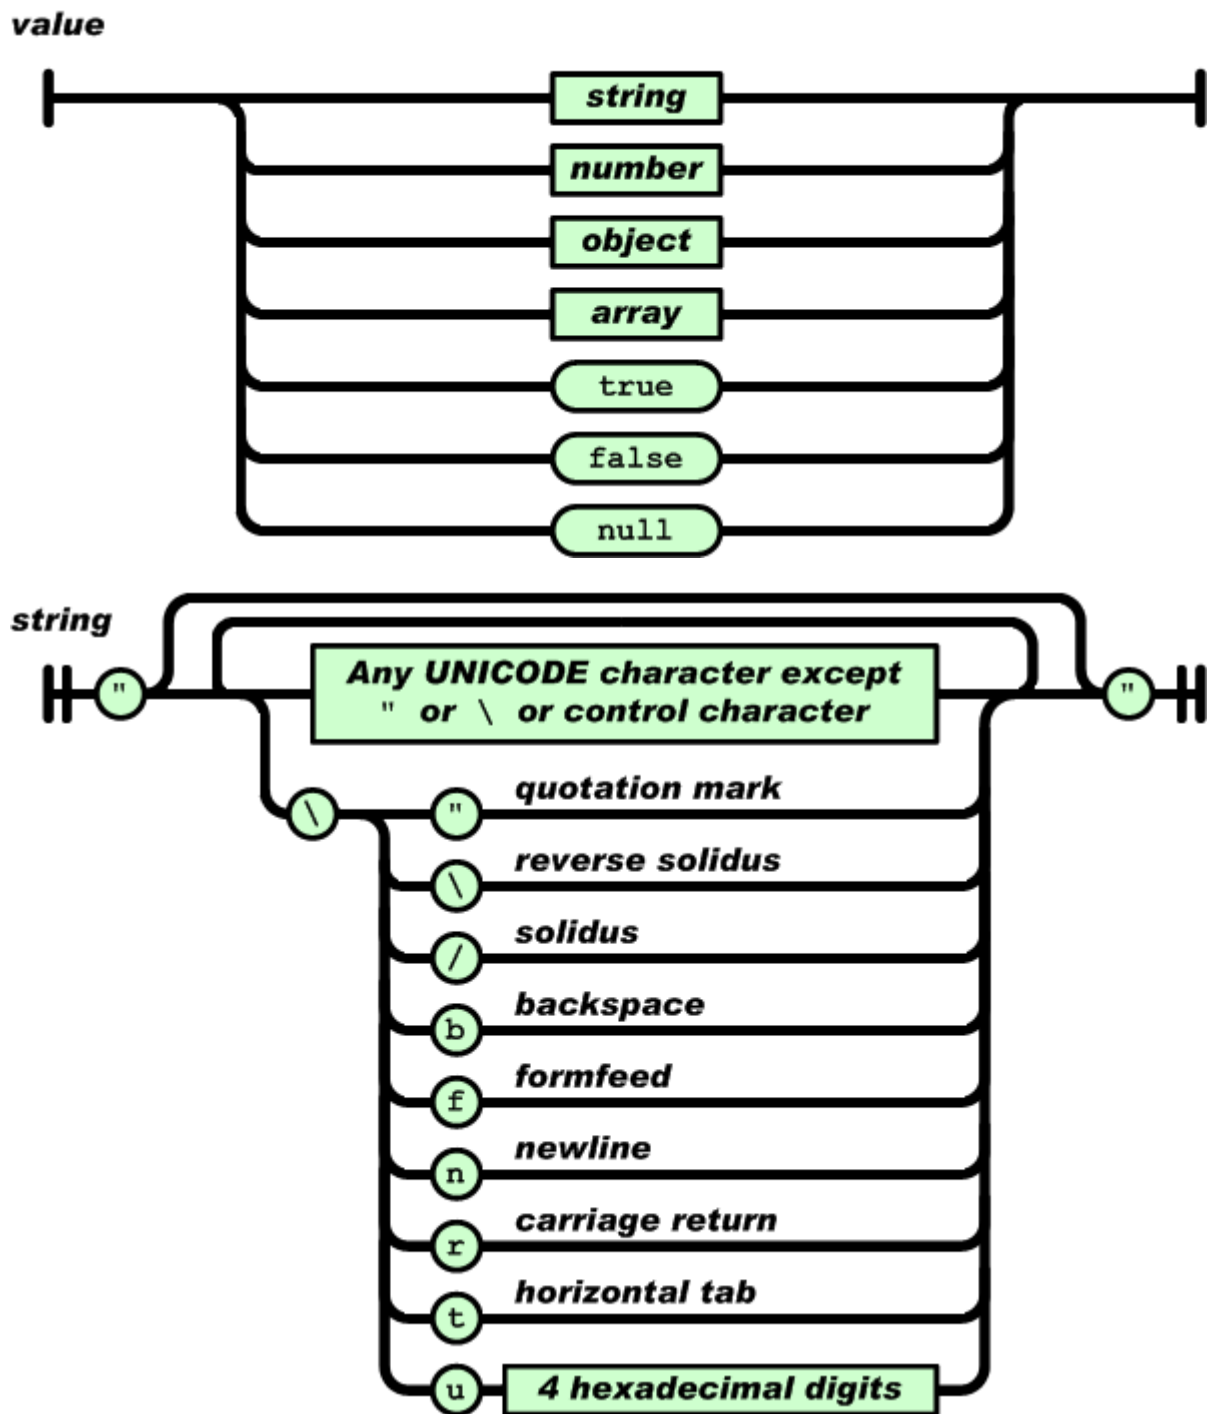 value
string
number
object
array
true
false
null
string
" Any UNICODE character except "
" or \ or control character
\ " quotation mark
\ reverse solidus
/ solidus
b backspace
f formfeed
n newline
r carriage return
t horizontal tab
u 4 hexadecimal digits